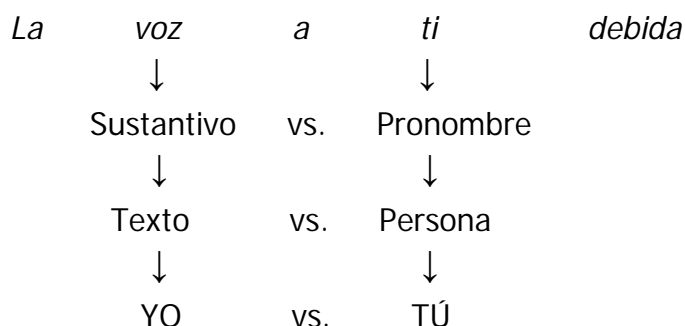 La voz a ti debida
↓ ↓
Sustantivo vs. Pronombre
↓ ↓
Texto vs. Persona
↓ ↓
YO vs. TÚ